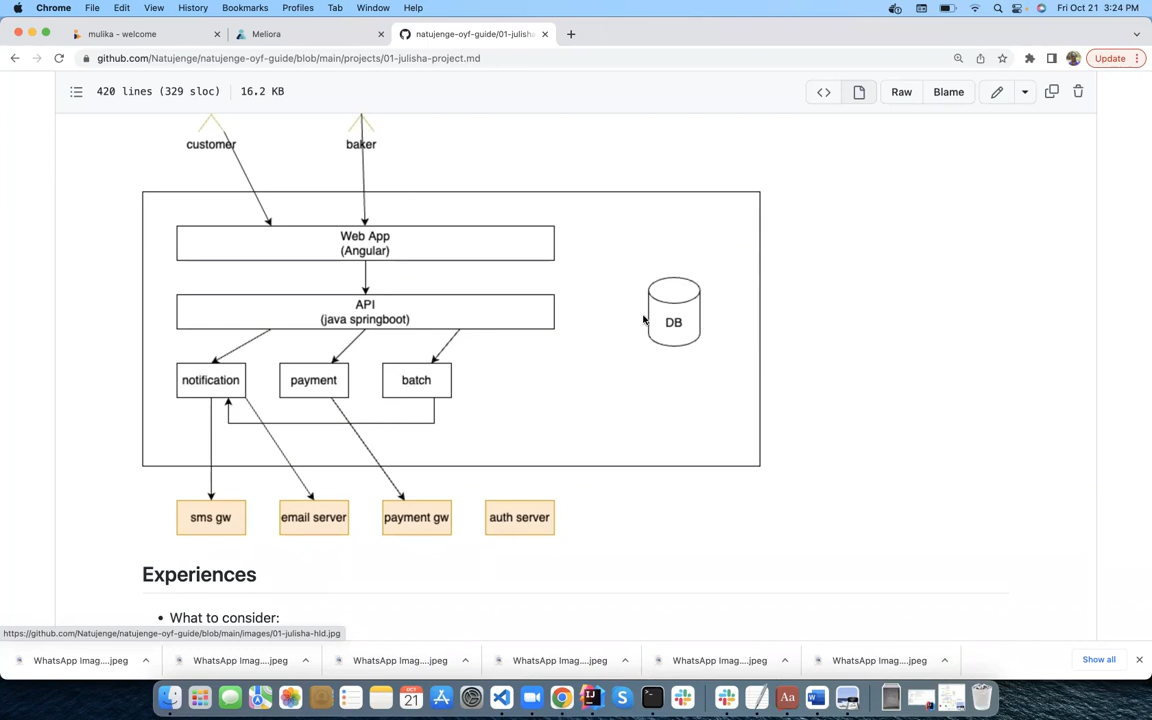 Chrome File Edit View History Bookmarks Profiles Tab Window Help Fri Oct 21 3:24 PM
mulika - welcome
Meliora
natujenge-oyf-guide/01-julisha
github.com/Natujenge/natujenge-oyf-guide/blob/main/projects/01-julisha-project.md
Update
420 lines (329 sloc) 16.2 KB
Raw Blame
customer baker
Web App
(Angular)
API
(java springboot)
DB
notification payment batch
sms gw email server payment gw auth server
Experiences
• What to consider:
https://github.com/Natujenge/natujenge-oyf-guide/blob/main/images/01-julisha-hld.jpg
WhatsApp Imag....jpeg WhatsApp Imag....jpeg WhatsApp Imag....jpeg WhatsApp Imag....jpeg WhatsApp Imag....jpeg WhatsApp Imag....jpeg Show all
OCT
21
Aa